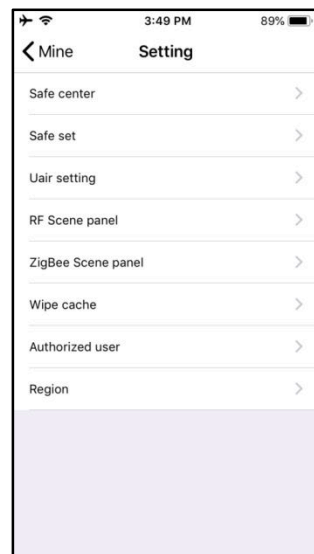 3:49 PM 89%
Mine Setting
Safe center
Safe set
Uair setting
RF Scene panel
ZigBee Scene panel
Wipe cache
Authorized user
Region